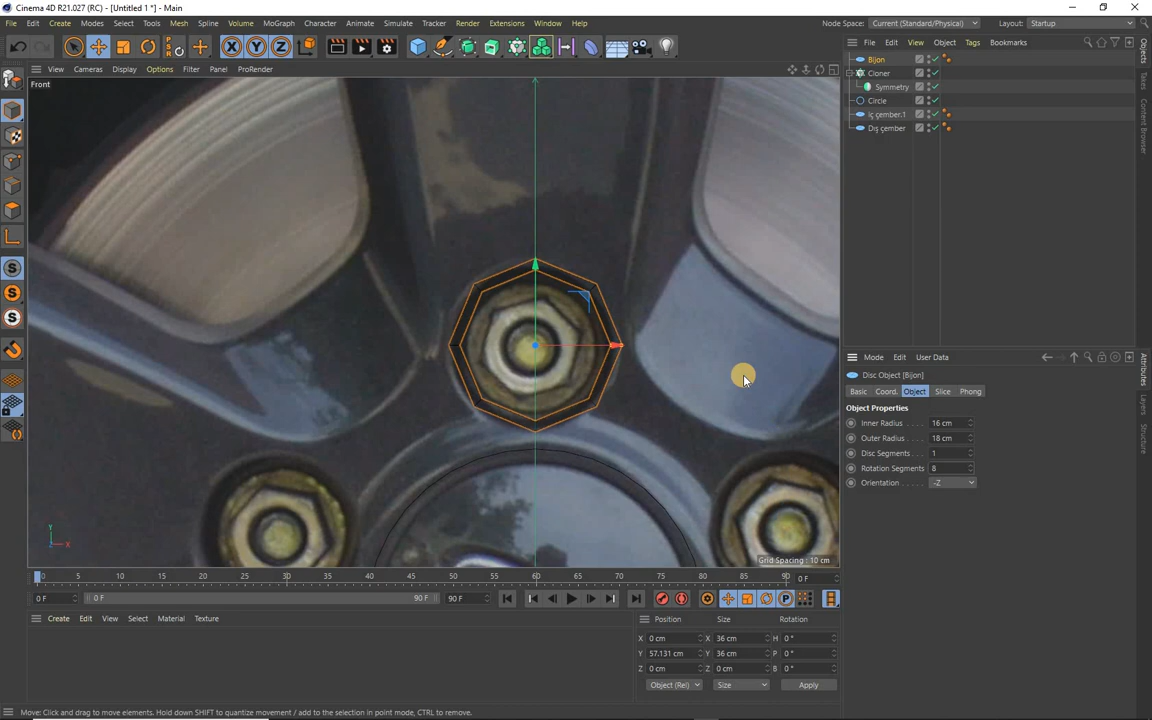 Cinema 4D R21.027 (RC) - [Untitled 1 *] - Main
File Edit Create Modes Select Tools Mesh Spline Volume MoGraph Character Animate Simulate Tracker Render Extensions Window Help
Node Space: Current (Standard/Physical) Layout: Startup
File Edit View Object Tags Bookmarks
View Cameras Display Options Filter Panel ProRender
Front
Bijon
Cloner
Symmetry
Circle
iç çember.1
Dış çember
Objects
Takes
Content Browser
Mode Edit User Data
Disc Object [Bijon]
Basic Coord. Object Slice Phong
Object Properties
Inner Radius 16 cm
Outer Radius 18 cm
Disc Segments 1
Rotation Segments 8
Orientation -Z
Attributes
Layers
Structure
Y
Z X
Grid Spacing : 10 cm
0 5 10 15 20 25 30 35 40 45 50 55 60 65 70 75 80 85 90 0 F
0 F 0 F 90 F 90 F
Create Edit View Select Material Texture
Position Size Rotation
X 0 cm X 36 cm H 0 °
Y 57.131 cm Y 36 cm P 0 °
Z 0 cm Z 0 cm B 0 °
Object (Rel) Size Apply
Move: Click and drag to move elements. Hold down SHIFT to quantize movement / add to the selection in point mode, CTRL to remove.